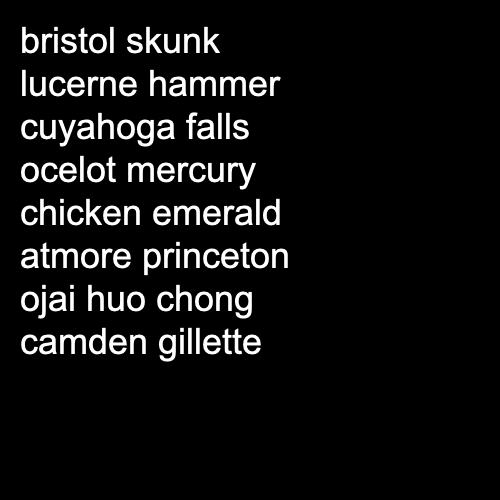 bristol skunk
lucerne hammer
cuyahoga falls
ocelot mercury
chicken emerald
atmore princeton
ojai huo chong
camden gillette